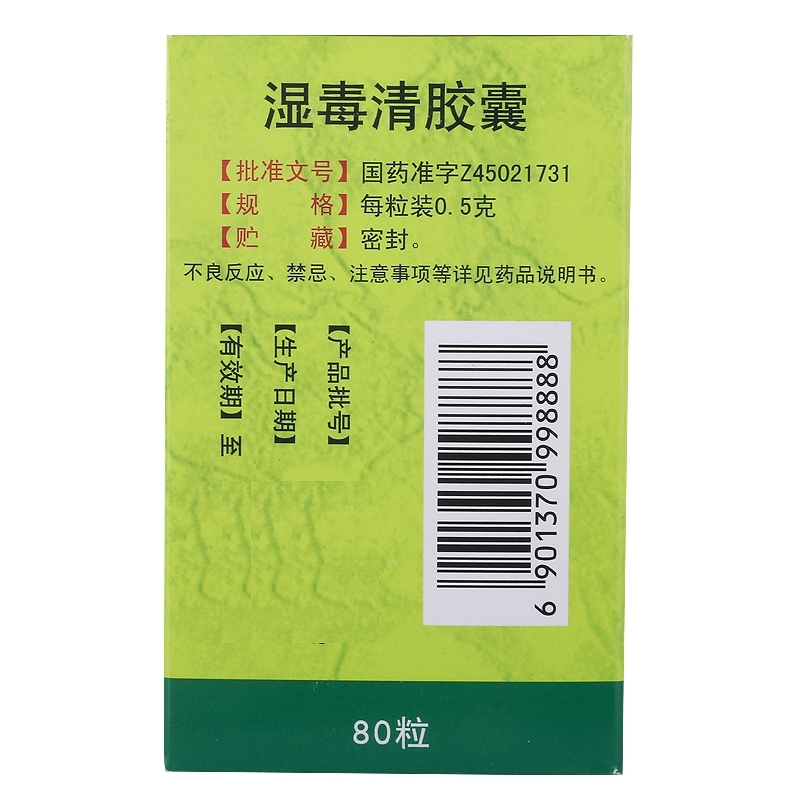 湿毒清胶囊
【批准文号】国药准字Z45021731
【规　　格】每粒装0.5克
【贮　　藏】密封。
不良反应、禁忌、注意事项等详见药品说明书。
【产品批号】
【生产日期】
【有效期】至
6 901370 998888
80粒